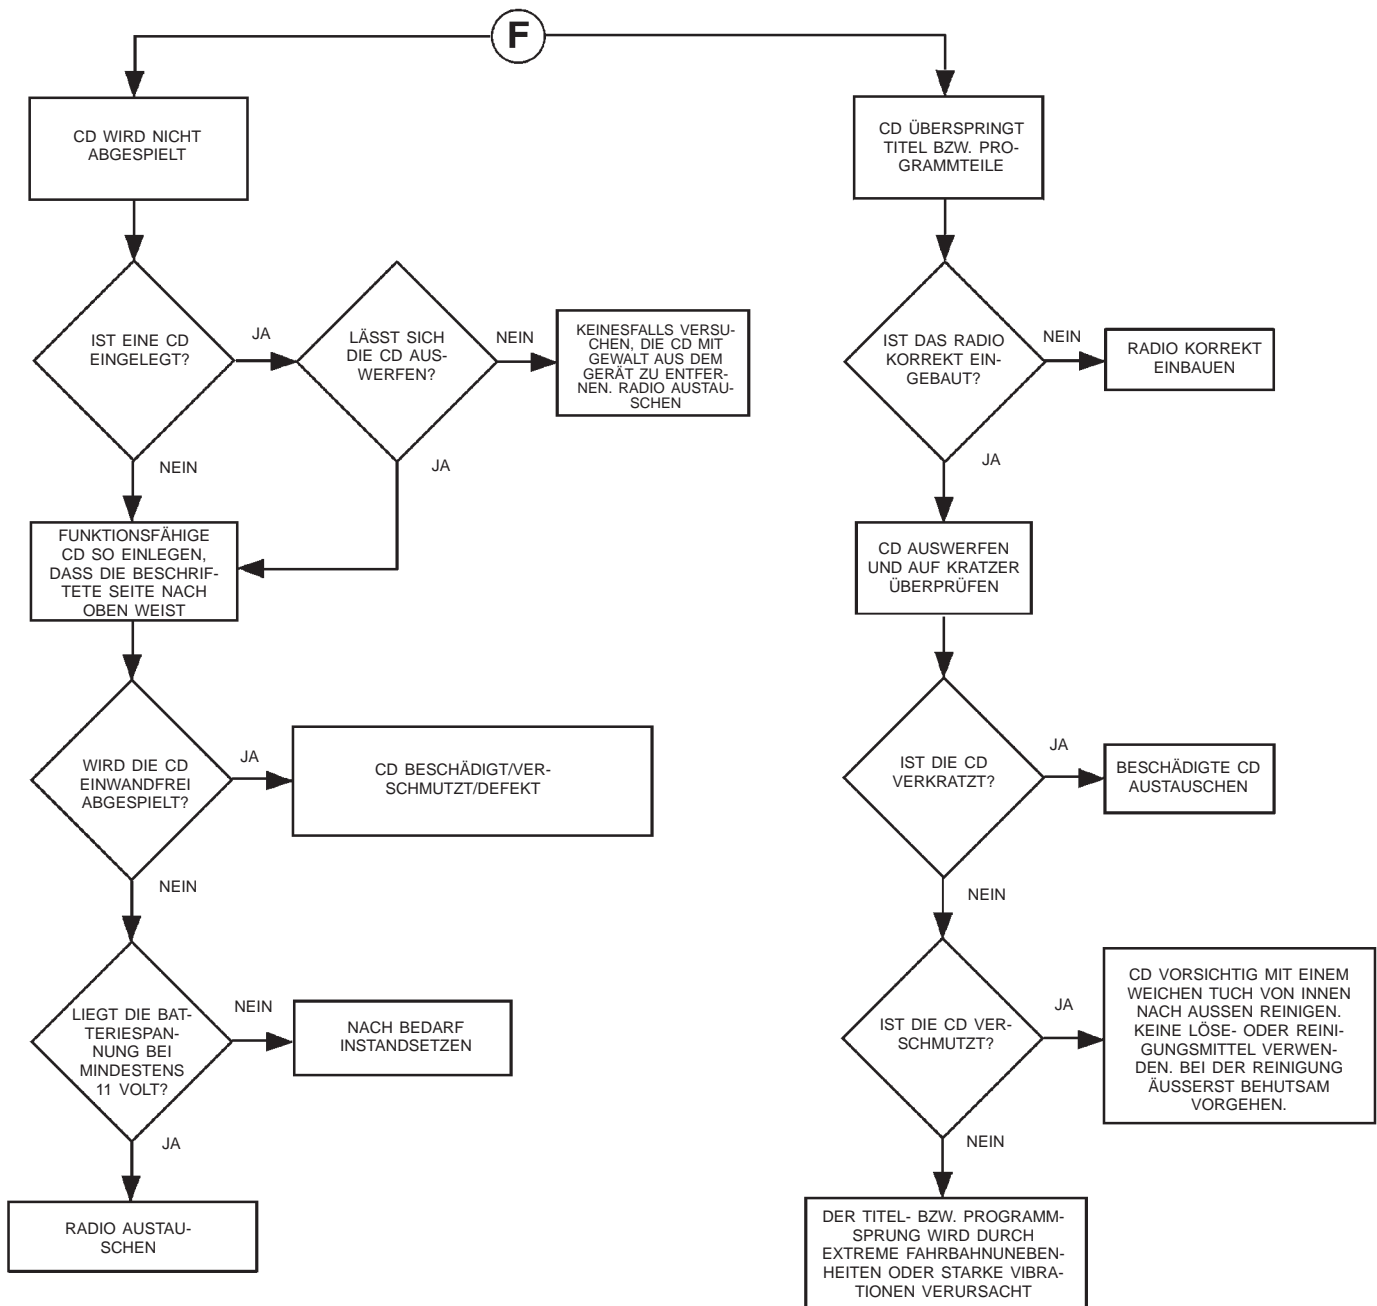 F
CD WIRD NICHT
ABGESPIELT
IST EINE CD
EINGELEGT?
JA
LÄSST SICH
DIE CD AUS-
WERFEN?
NEIN
KEINESFALLS VERSU-
CHEN, DIE CD MIT
GEWALT AUS DEM
GERÄT ZU ENTFER-
NEN. RADIO AUSTAU-
SCHEN
NEIN
JA
FUNKTIONSFÄHIGE
CD SO EINLEGEN,
DASS DIE BESCHRIF-
TETE SEITE NACH
OBEN WEIST
WIRD DIE CD
EINWANDFREI
ABGESPIELT?
JA
CD BESCHÄDIGT/VER-
SCHMUTZT/DEFEKT
NEIN
LIEGT DIE BAT-
TERIESPAN-
NUNG BEI
MINDESTENS
11 VOLT?
NEIN
NACH BEDARF
INSTANDSETZEN
JA
RADIO AUSTAU-
SCHEN
CD ÜBERSPRINGT
TITEL BZW. PRO-
GRAMMTEILE
IST DAS RADIO
KORREKT EIN-
GEBAUT?
NEIN
RADIO KORREKT
EINBAUEN
JA
CD AUSWERFEN
UND AUF KRATZER
ÜBERPRÜFEN
IST DIE CD
VERKRATZT?
JA
BESCHÄDIGTE CD
AUSTAUSCHEN
NEIN
IST DIE CD VER-
SCHMUTZT?
JA
CD VORSICHTIG MIT EINEM
WEICHEN TUCH VON INNEN
NACH AUSSEN REINIGEN.
KEINE LÖSE- ODER REINI-
GUNGSMITTEL VERWEN-
DEN. BEI DER REINIGUNG
ÄUSSERST BEHUTSAM
VORGEHEN.
NEIN
DER TITEL- BZW. PROGRAMM-
SPRUNG WIRD DURCH
EXTREME FAHRBAHNUNEBEN-
HEITEN ODER STARKE VIBRA-
TIONEN VERURSACHT